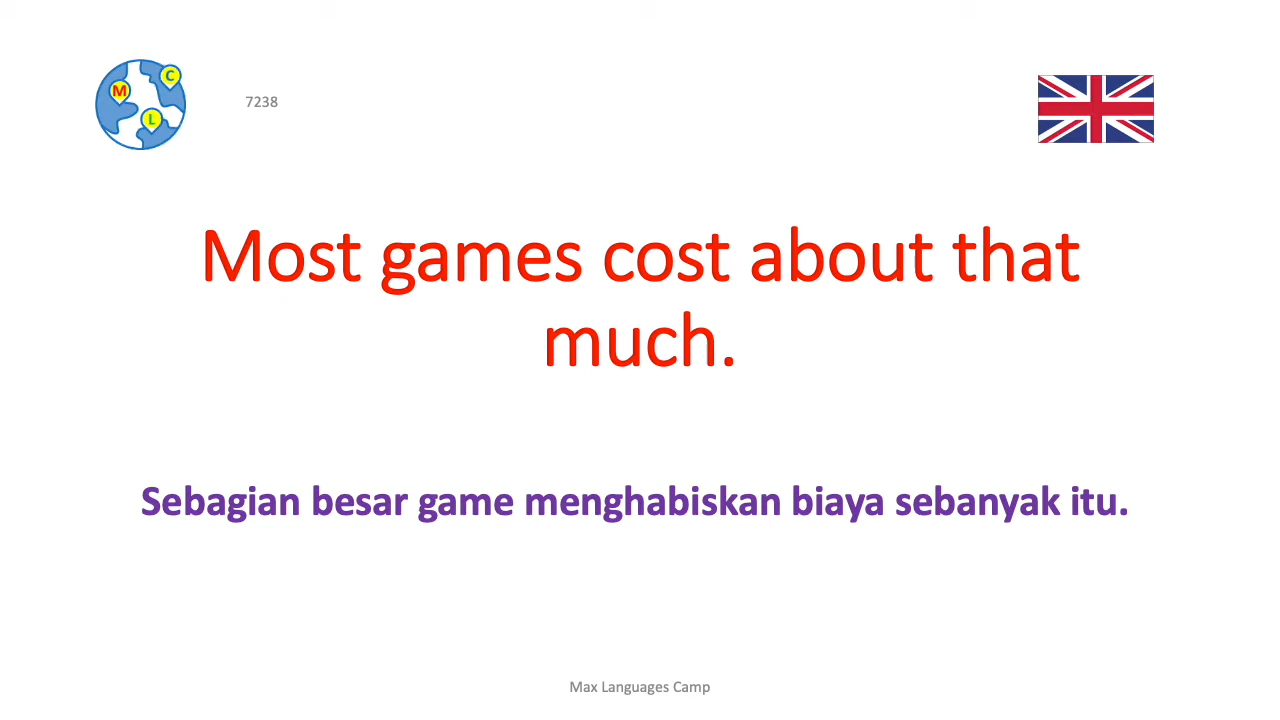 C
M
L
7238
Most games cost about that
much.
Sebagian besar game menghabiskan biaya sebanyak itu.
Max Languages Camp